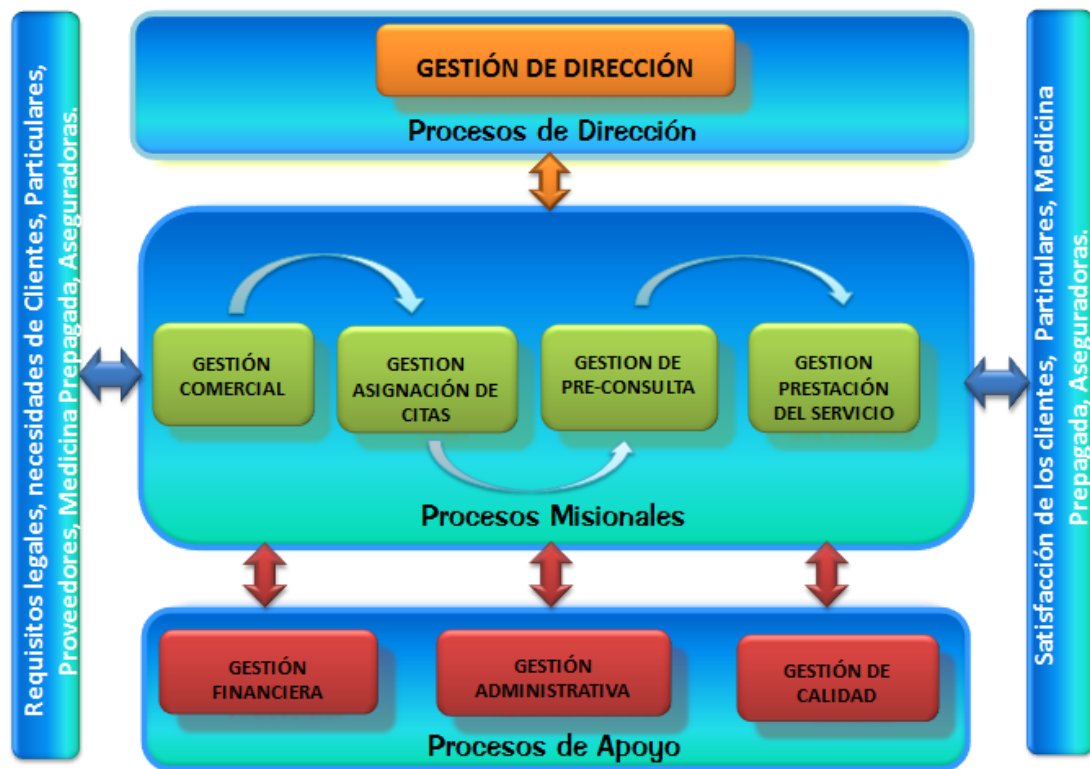 Requisitos legales, necesidades de Clientes, Particulares,
Proveedores, Medicina Prepagada, Aseguradoras.
GESTIÓN DE DIRECCIÓN
Procesos de Dirección
GESTIÓN
COMERCIAL
GESTION
ASIGNACIÓN DE
CITAS
GESTION DE
PRE-CONSULTA
GESTION
PRESTACIÓN
DEL SERVICIO
Procesos Misionales
GESTIÓN
FINANCIERA
GESTIÓN
ADMINISTRATIVA
GESTIÓN DE
CALIDAD
Procesos de Apoyo
Satisfacción de los clientes, Particulares, Medicina
Prepagada, Aseguradoras.